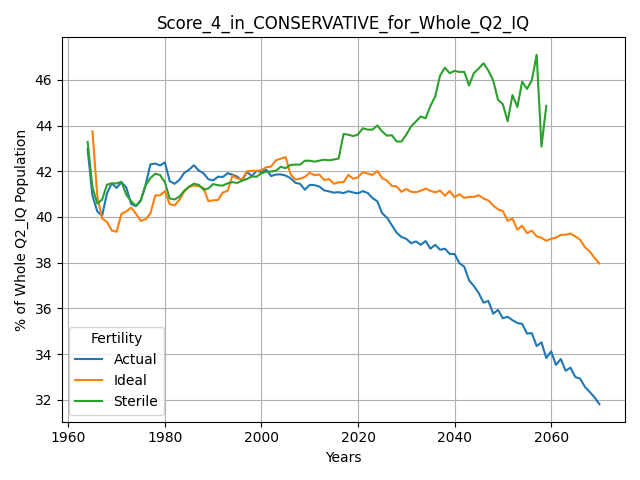 Score_4_in_CONSERVATIVE_for_Whole_Q2_IQ
% of Whole Q2_IQ Population
46
44
42
40
38
36
34
32
Fertility
Actual
Ideal
Sterile
1960
1980
2000
2020
2040
2060
Years